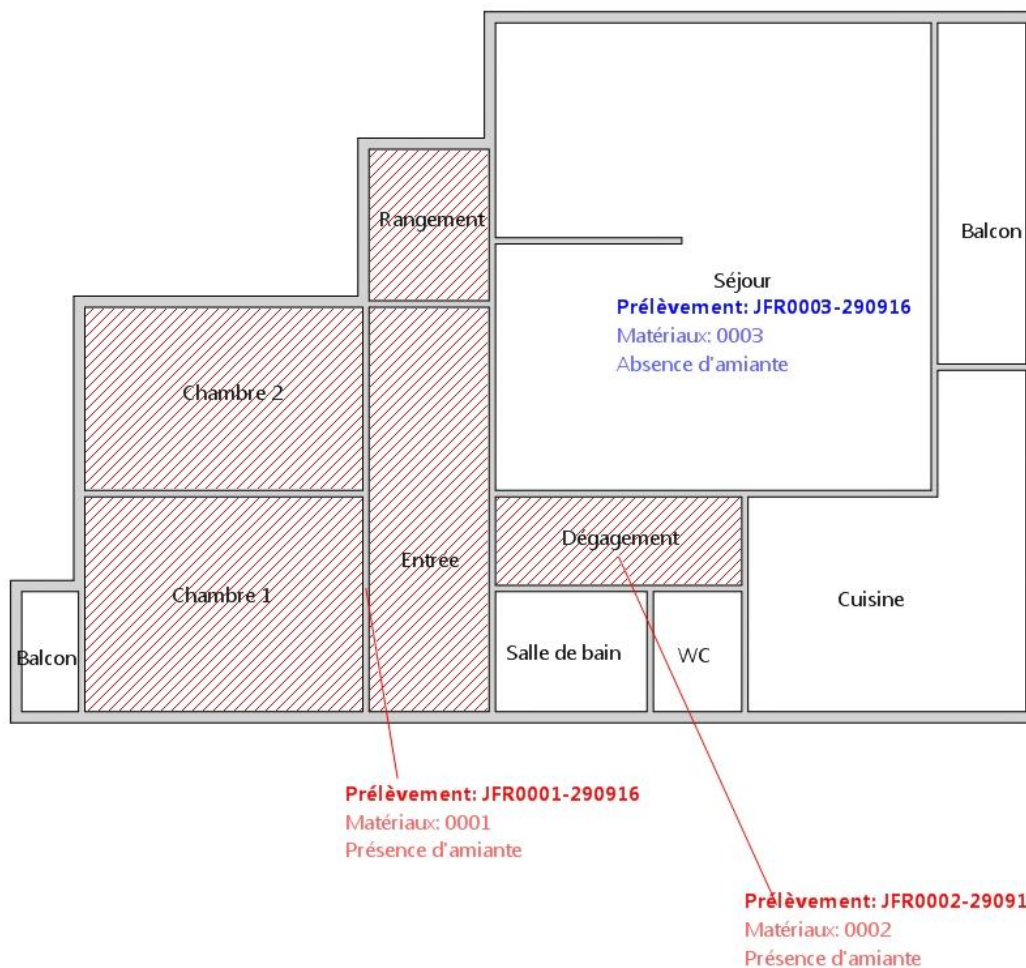 Rangement
Balcon
Séjour
Prélèvement: JFR0003-290916
Matériaux: 0003
Absence d'amiante
Chambre 2
Dégagement
Entrée
Chambre 1
Cuisine
Balcon
Salle de bain
WC
Prélèvement: JFR0001-290916
Matériaux: 0001
Présence d'amiante
Prélèvement: JFR0002-29091
Matériaux: 0002
Présence d'amiante